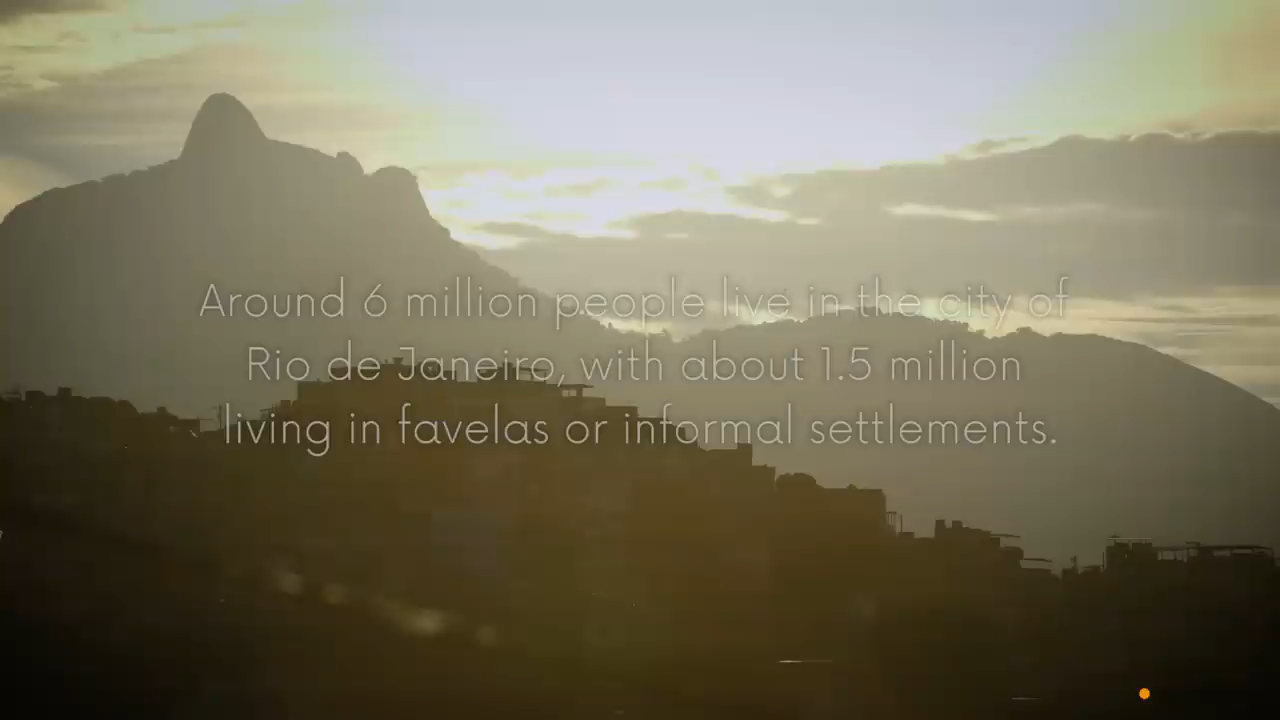 Around 6 million people live in the city of
Rio de Janeiro, with about 1.5 million
living in favelas or informal settlements.